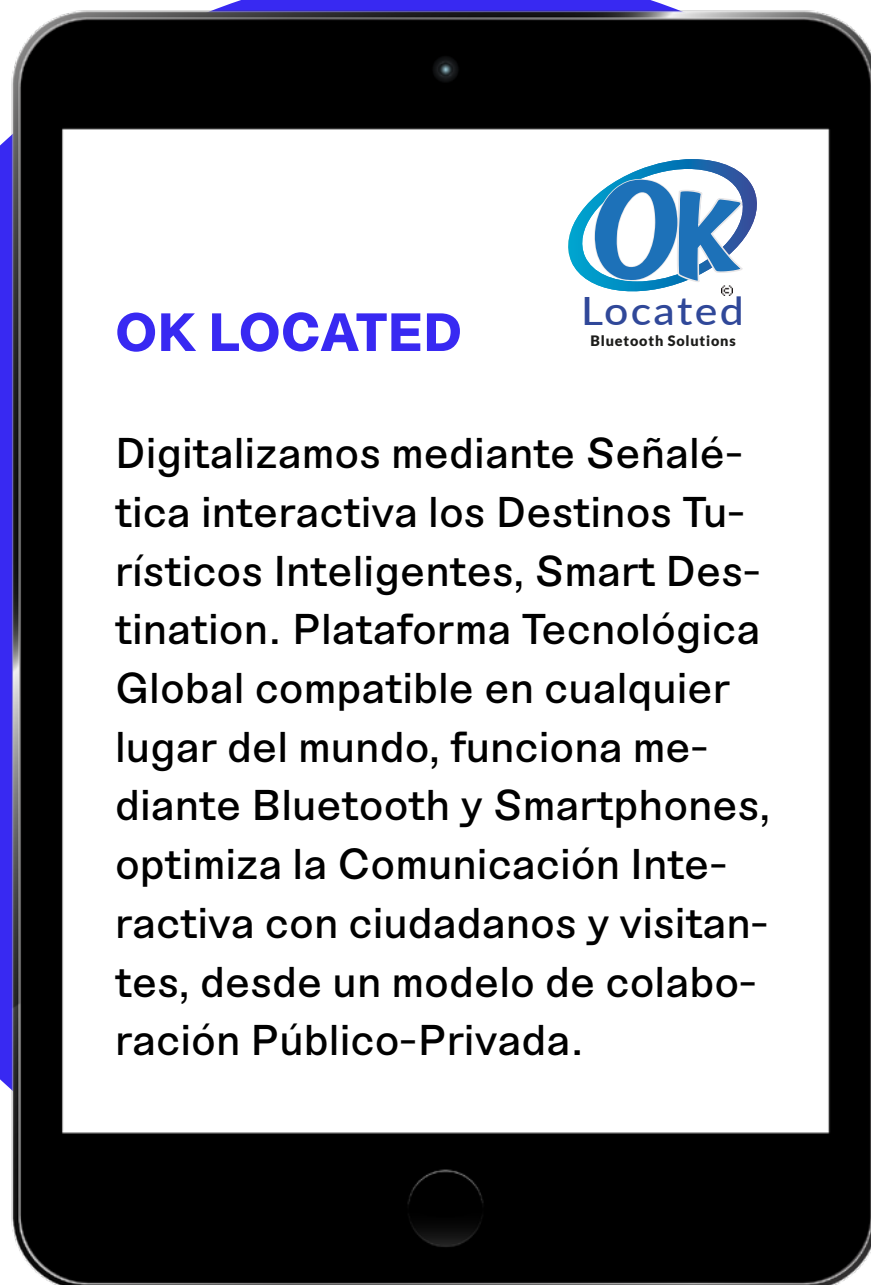 Ok
(c)
Located
Bluetooth Solutions
OK LOCATED
Digitalizamos mediante Señalé-
tica interactiva los Destinos Tu-
rísticos Inteligentes, Smart Des-
tination. Plataforma Tecnológica
Global compatible en cualquier
lugar del mundo, funciona me-
diante Bluetooth y Smartphones,
optimiza la Comunicación Inte-
ractiva con ciudadanos y visitan-
tes, desde un modelo de colabo-
ración Público-Privada.